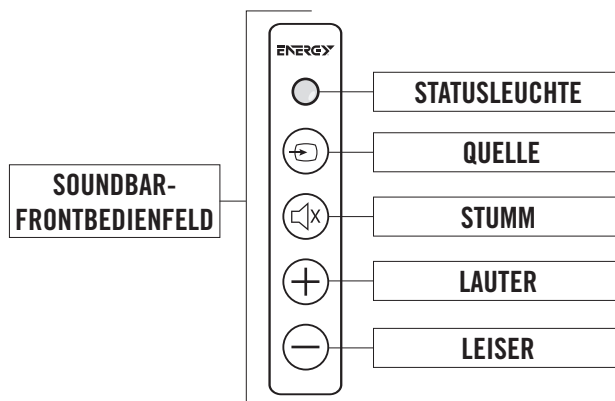 ENERGY
STATUSLEUCHTE
QUELLE
SOUNDBAR-
FRONTBEDIENFELD
STUMM
LAUTER
LEISER